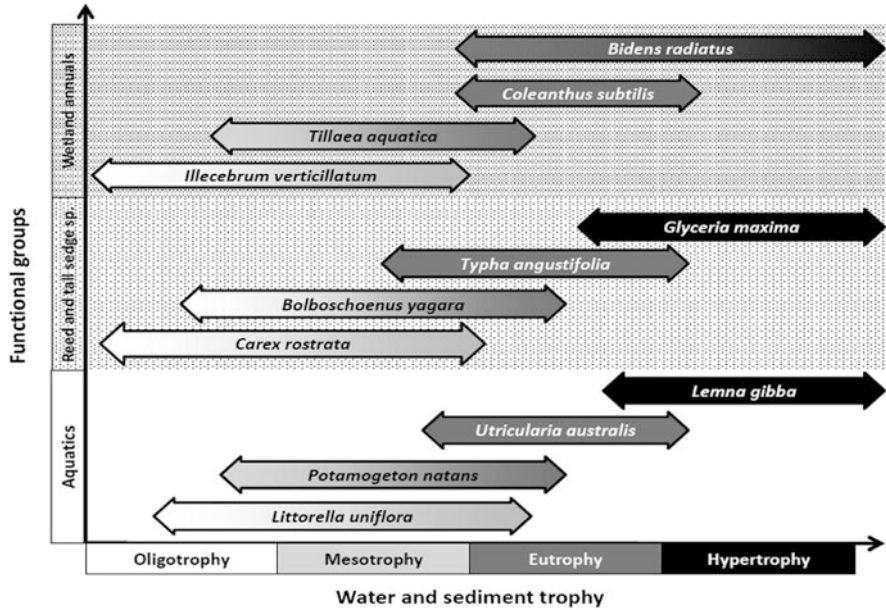 Functional groups
Wetland annuals
Bidens radiatus
Coleanthus subtilis
Tillaea aquatica
Illecebrum verticillatum
Reed and tall sedge sp.
Glyceria maxima
Typha angustifolia
Bolboschoenus yagara
Carex rostrata
Aquatics
Lemna gibba
Utricularia australis
Potamogeton natans
Littorella uniflora
Oligotrophy Mesotrophy Eutrophy Hypertrophy
Water and sediment trophy